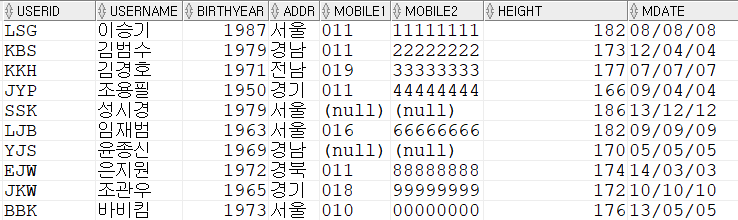 USERID USERNAME BIRTHYEAR ADDR MOBILE1 MOBILE2 HEIGHT MDATE
LSG 이승기 1987 서울 011 11111111 182 08/08/08
KBS 김범수 1979 경남 011 22222222 173 12/04/04
KKH 김경호 1971 전남 019 33333333 177 07/07/07
JYP 조용필 1950 경기 011 44444444 166 09/04/04
SSK 성시경 1979 서울 (null) (null) 186 13/12/12
LJB 임재범 1963 서울 016 66666666 182 09/09/09
YJS 윤종신 1969 경남 (null) (null) 170 05/05/05
EJW 은지원 1972 경북 011 88888888 174 14/03/03
JKW 조관우 1965 경기 018 99999999 172 10/10/10
BBK 바비킴 1973 서울 010 00000000 176 13/05/05